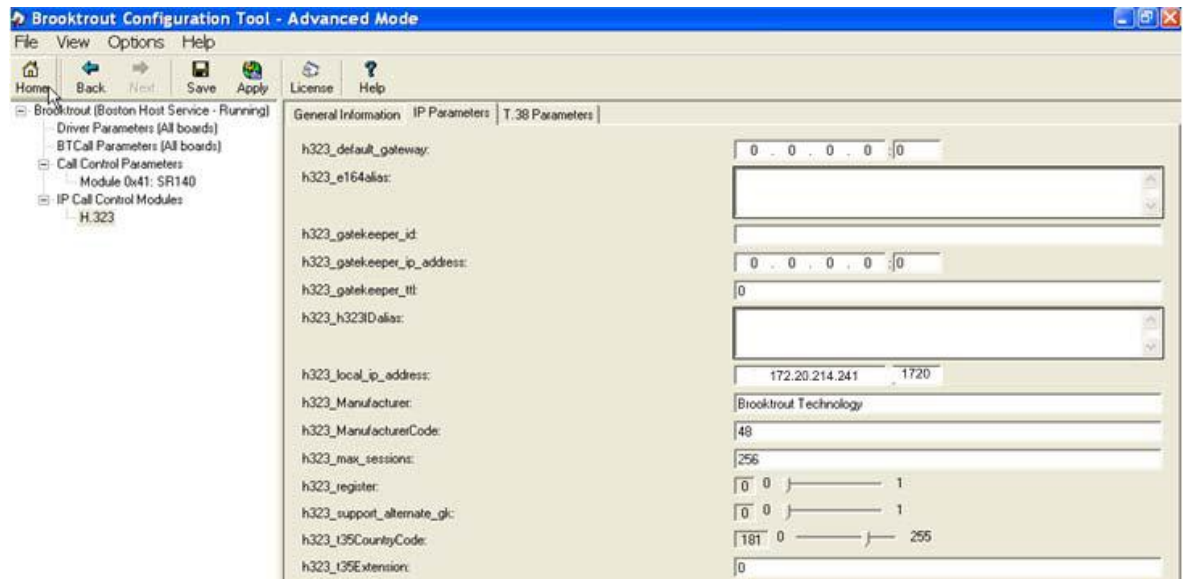 Brooktrout Configuration Tool - Advanced Mode
File View Options Help
Home Back Next Save Apply License Help
Brooktrout (Boston Host Service - Running)
Driver Parameters (All boards)
BTCall Parameters (All boards)
Call Control Parameters
Module 0x41: SR140
IP Call Control Modules
H.323
General Information IP Parameters T.38 Parameters
h323_default_gateway: 0 . 0 . 0 . 0 :0
h323_e164alias:
h323_gatekeeper_id:
h323_gatekeeper_ip_address: 0 . 0 . 0 . 0 :0
h323_gatekeeper_ttl: 0
h323_h323IDalias:
h323_local_ip_address: 172.20.214.241 1720
h323_Manufacturer: Brooktrout Technology
h323_ManufacturerCode: 48
h323_max_sessions: 256
h323_register: 0 0 1
h323_support_alternate_gk: 0 0 1
h323_t35CountryCode: 181 0 255
h323_t35Extension: 0